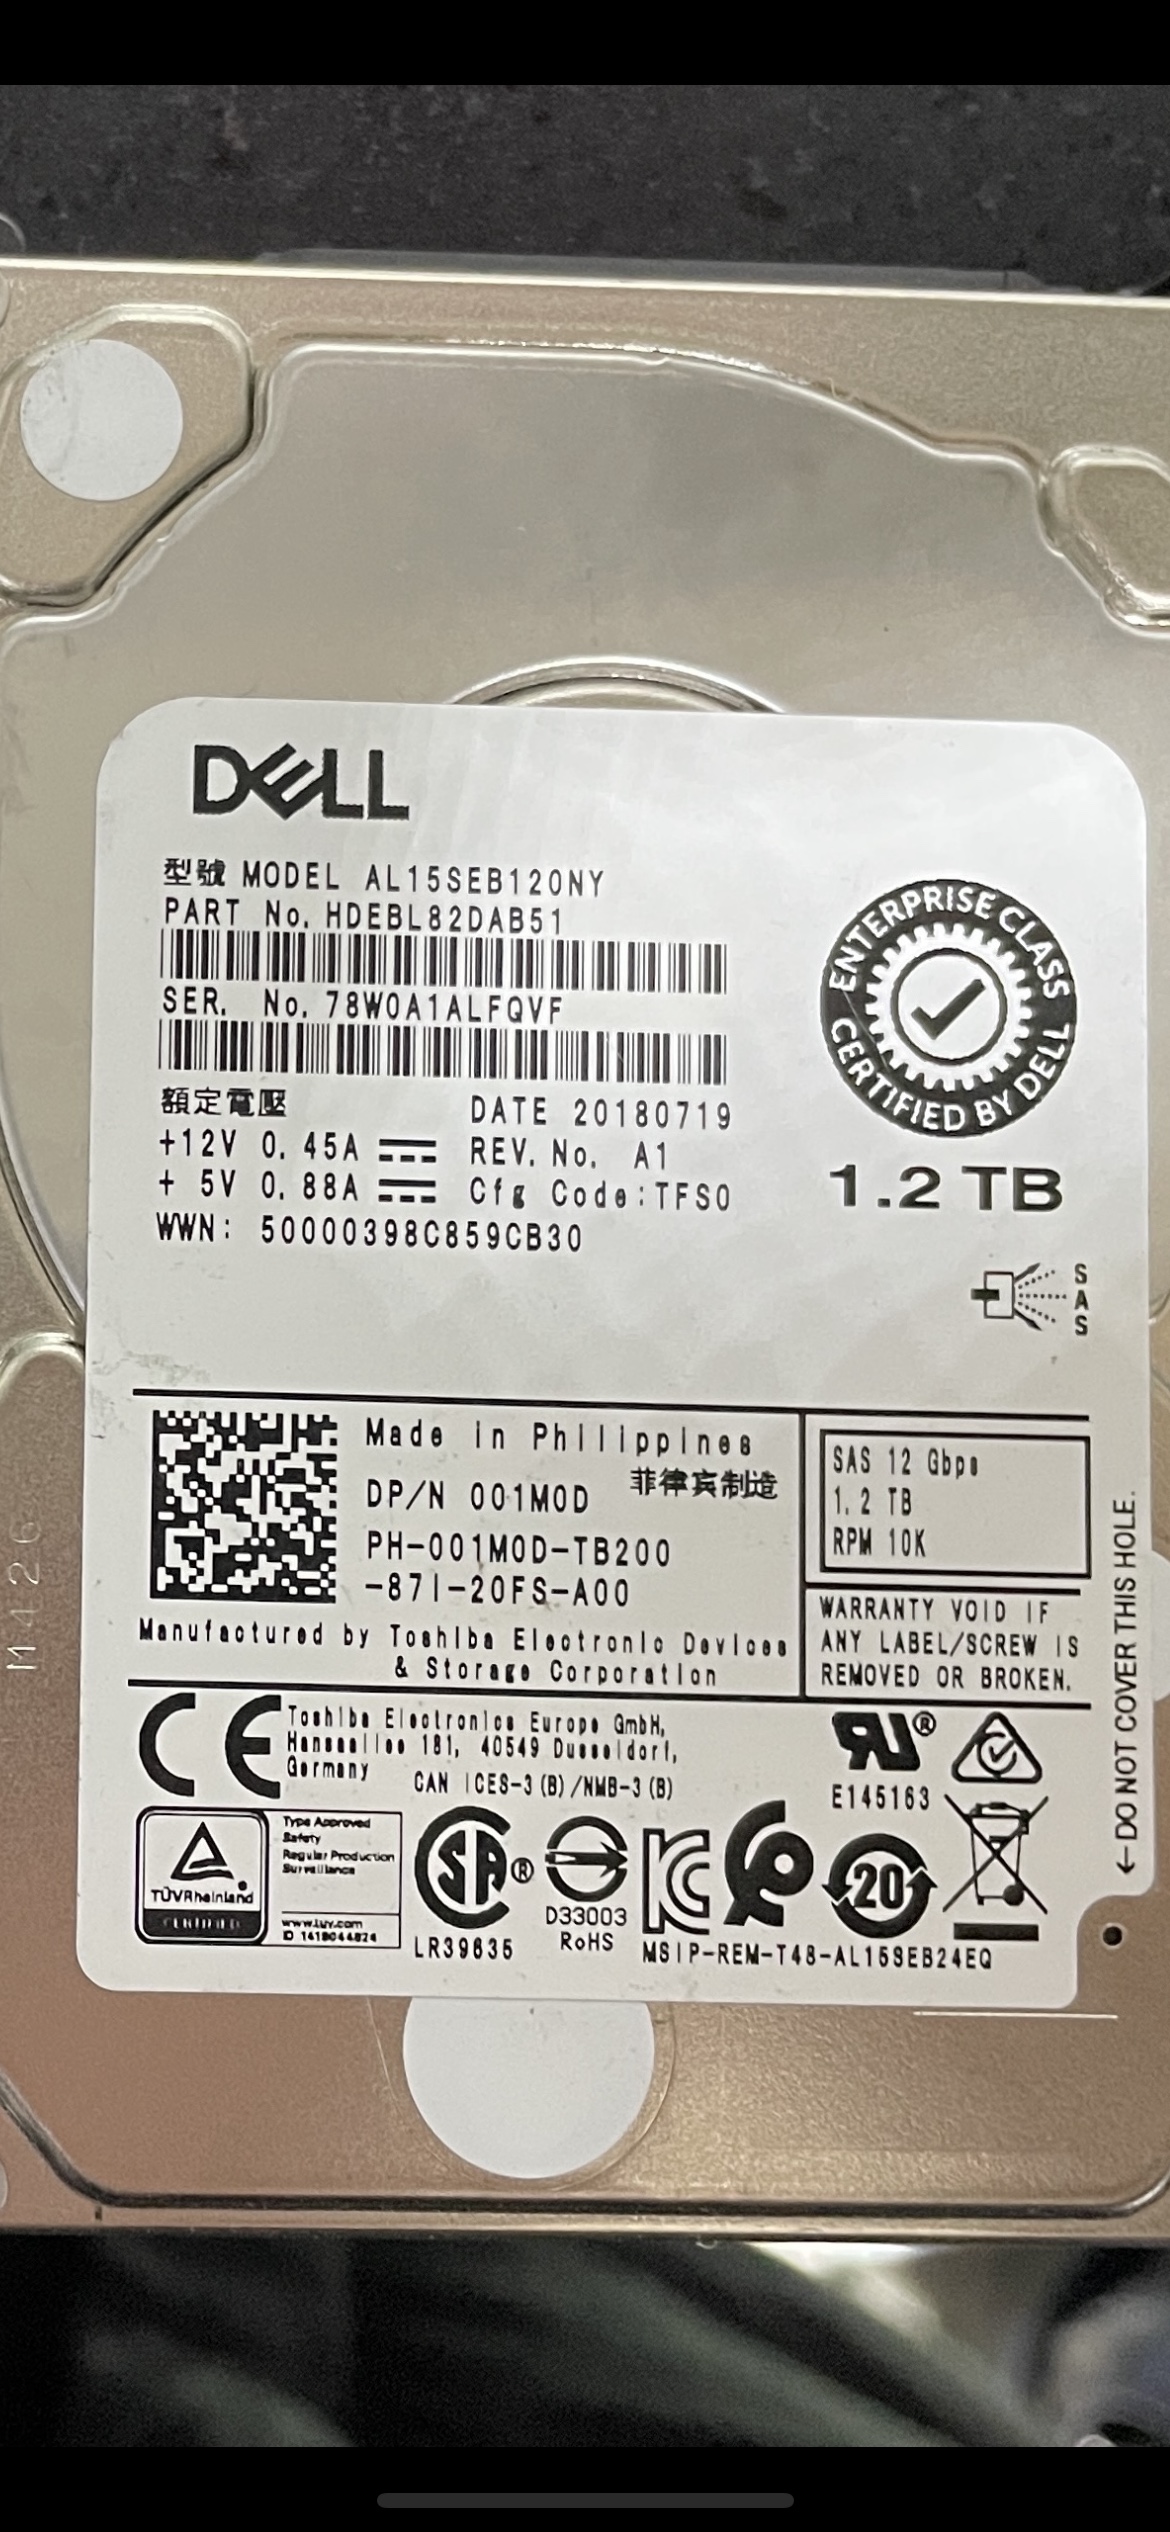 DELL
型號 MODEL AL15SEB120NY
PART No. HDEBL82DAB51
SER. No. 78W0A1ALFQVF
額定電壓 DATE 20180719
+12V 0.45A REV. No. A1
+ 5V 0.88A Cfg Code:TFS0
WWN: 50000398C859CB30
ENTERPRISE CLASS
CERTIFIED BY DELL
1.2 TB
SAS
Made in Philippines
菲律宾制造
DP/N 001M0D
PH-001M0D-TB200
-87I-20FS-A00
Manufactured by Toshiba Electronic Devices
& Storage Corporation
SAS 12 Gbps
1.2 TB
RPM 10K
WARRANTY VOID IF
ANY LABEL/SCREW IS
REMOVED OR BROKEN.
←DO NOT COVER THIS HOLE.
CE
Toshiba Electronics Europe GmbH,
Hansaallee 181, 40549 Dusseldorf,
Germany
CAN ICES-3(B)/NMB-3(B)
E145163
TÜVRheinland
CERTIFIED
Type Approved
Safety
Regular Production
Surveillance
www.tuv.com
ID 1419044824
SA®
LR39635
D33003
RoHS
KC
20
MSIP-REM-T48-AL15SEB24EQ
M426